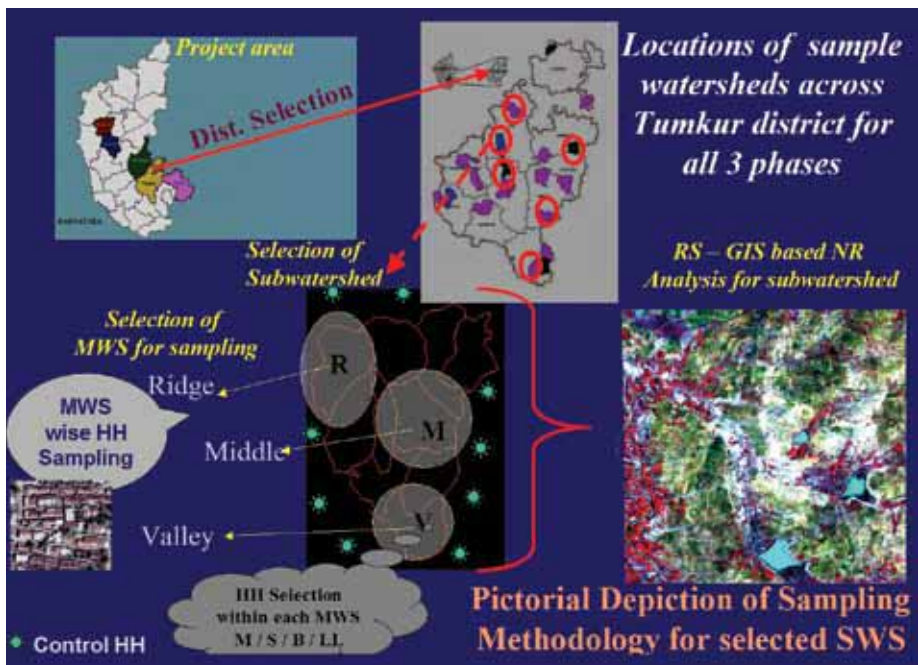 Project area
Dist. Selection
KARNATAKA
Locations of sample
watersheds across
Tumkur district for
all 3 phases
Selection of
Subwatershed
RS – GIS based NR
Analysis for subwatershed
Selection of
MWS for sampling
Ridge
R
MWS
wise HH
Sampling
Middle
M
Valley
V
HH Selection
within each MWS
M / S / B / LL
Control HH
Pictorial Depiction of Sampling
Methodology for selected SWS